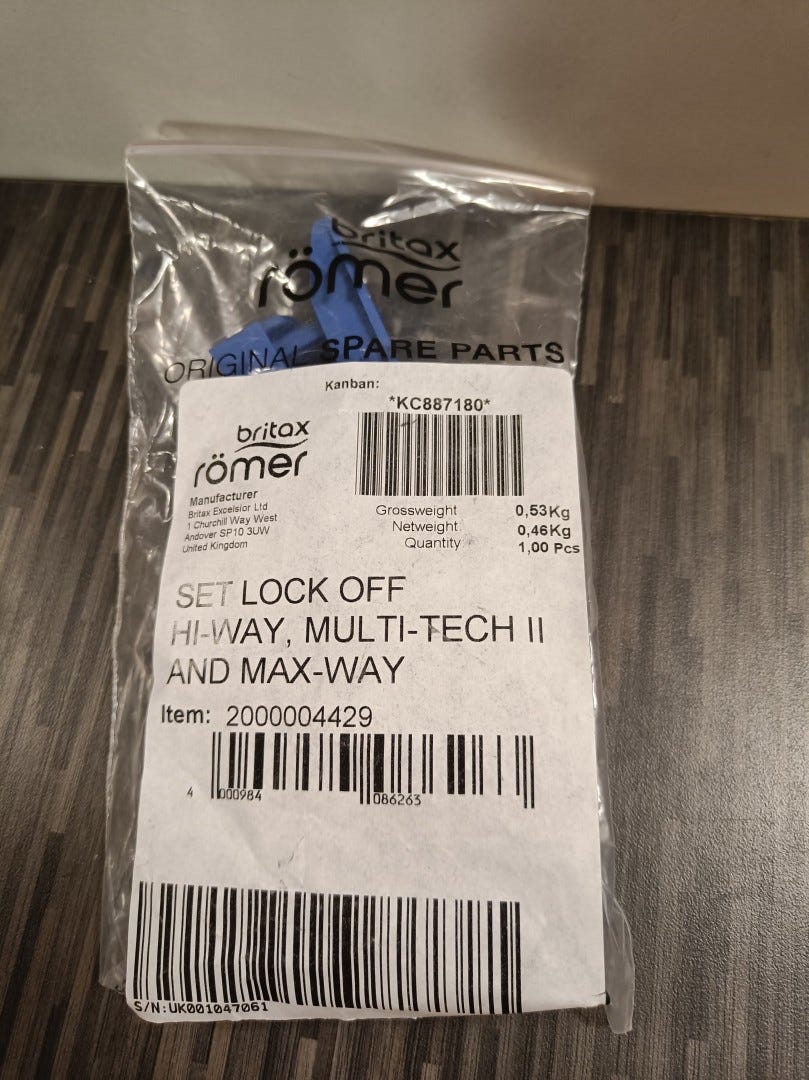 britax
römer
ORIGINAL SPARE PARTS
Kanban:
*KC887180*
britax
römer
Manufacturer
Britax Excelsior Ltd
1 Churchill Way West
Andover SP10 3UW
United Kingdom
Grossweight 0,53Kg
Netweight: 0,46Kg
Quantity: 1,00 Pcs
SET LOCK OFF
HI-WAY, MULTI-TECH II
AND MAX-WAY
Item: 2000004429
4 000984 086263
S/N:UK001047061